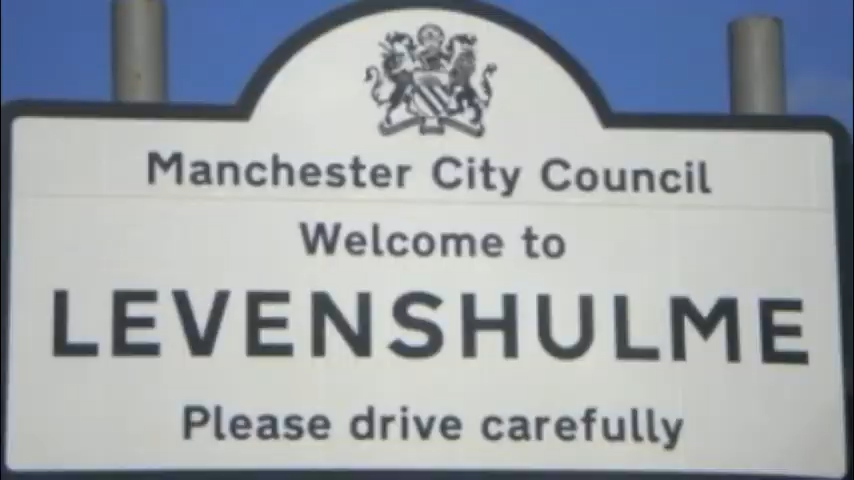 Manchester City Council
Welcome to
LEVENSHULME
Please drive carefully